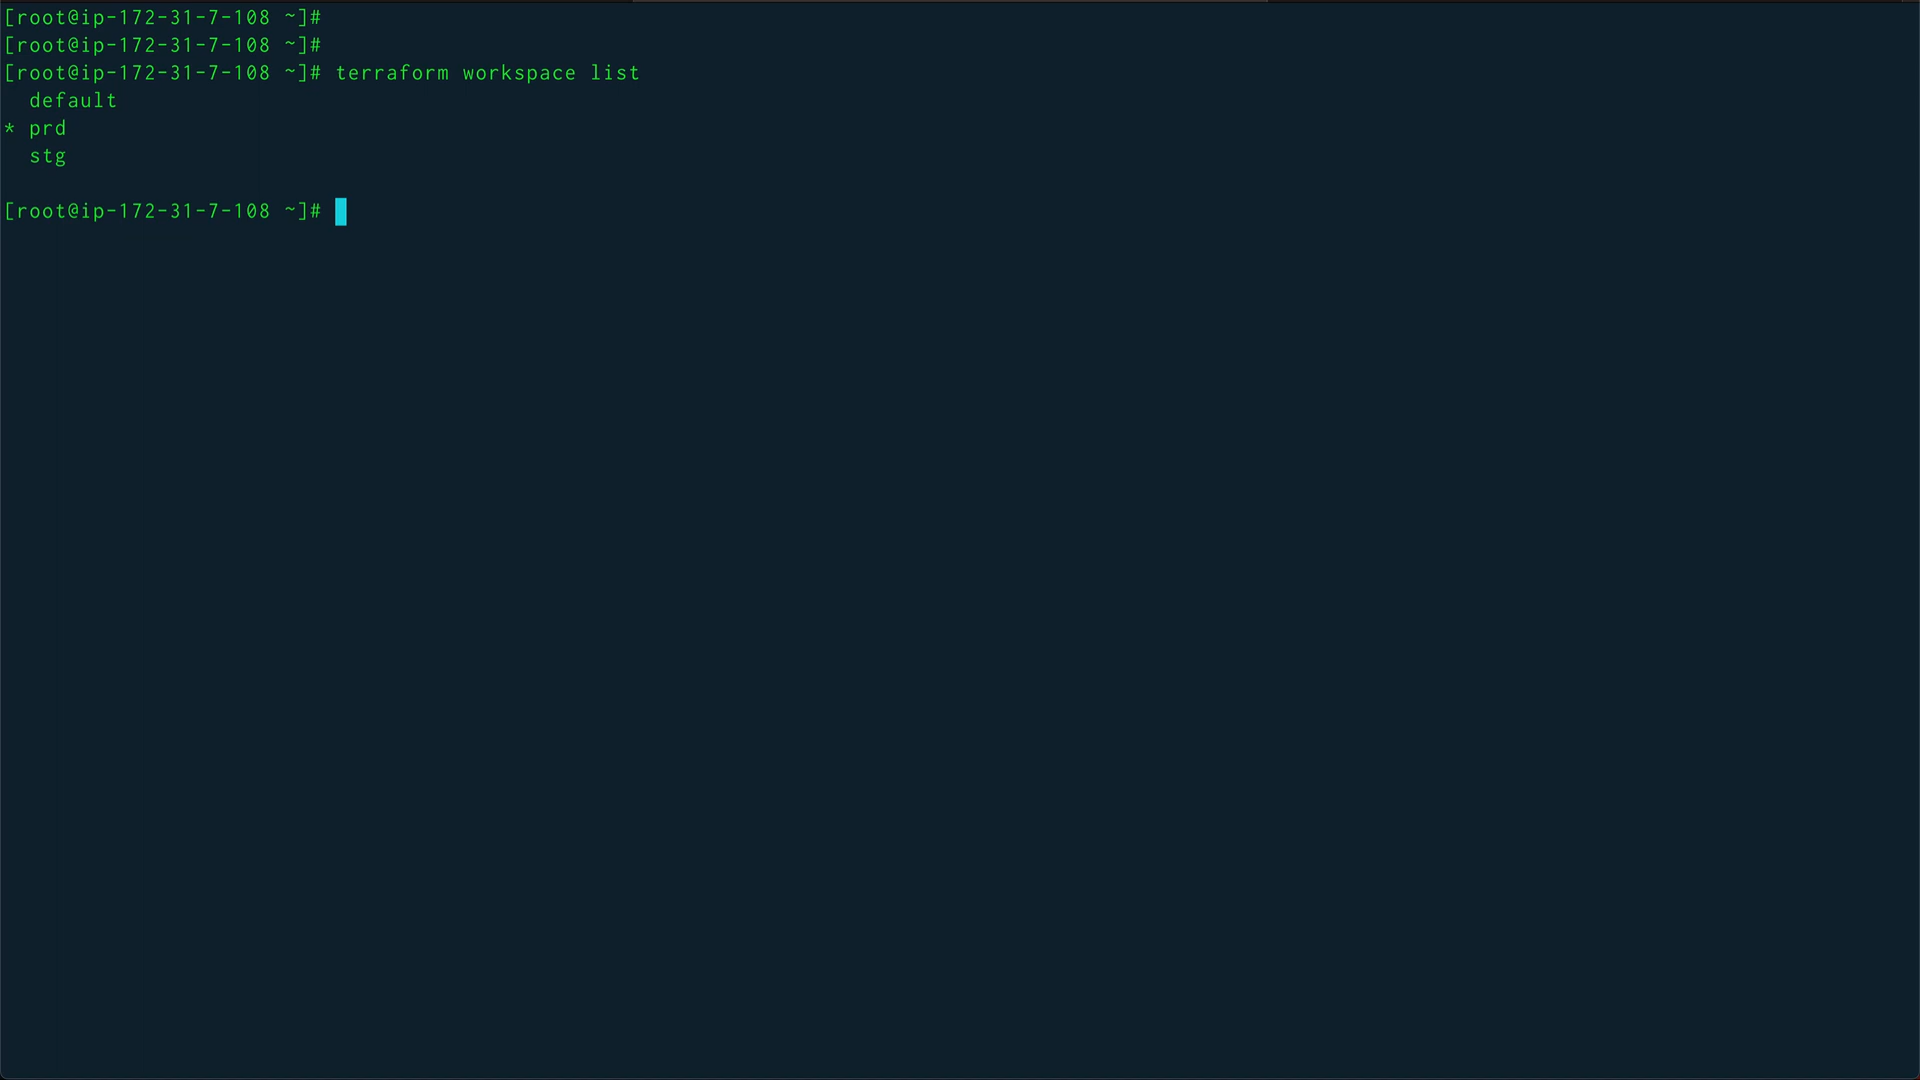 [root@ip-172-31-7-108 ~]#
[root@ip-172-31-7-108 ~]#
[root@ip-172-31-7-108 ~]# terraform workspace list
  default
* prd
  stg

[root@ip-172-31-7-108 ~]#